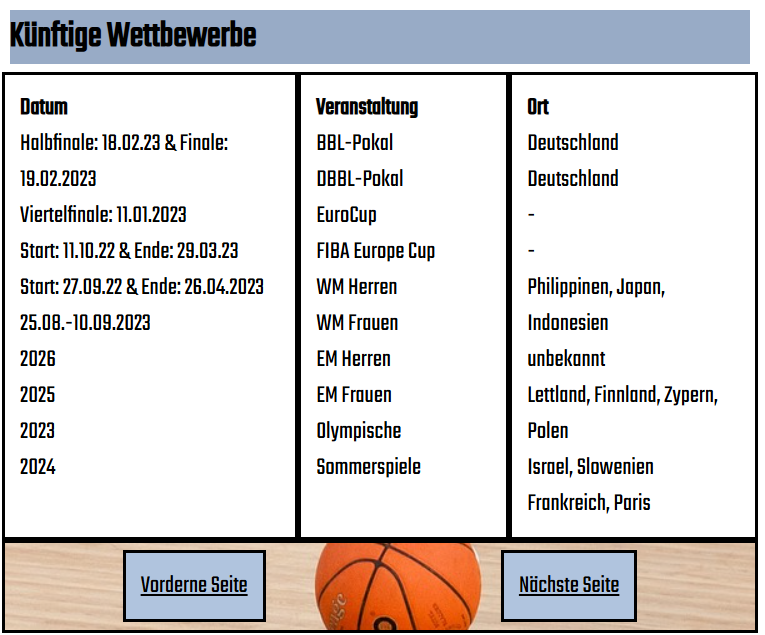 Künftige Wettbewerbe
Datum
Halbfinale: 18.02.23 & Finale:
19.02.2023
Viertelfinale: 11.01.2023
Start: 11.10.22 & Ende: 29.03.23
Start: 27.09.22 & Ende: 26.04.2023
25.08.-10.09.2023
2026
2025
2023
2024
Veranstaltung
BBL-Pokal
DBBL-Pokal
EuroCup
FIBA Europe Cup
WM Herren
WM Frauen
EM Herren
EM Frauen
Olympische
Sommerspiele
Ort
Deutschland
Deutschland
-
-
Philippinen, Japan,
Indonesien
unbekannt
Lettland, Finnland, Zypern,
Polen
Israel, Slowenien
Frankreich, Paris
Vorderne Seite
Nächste Seite